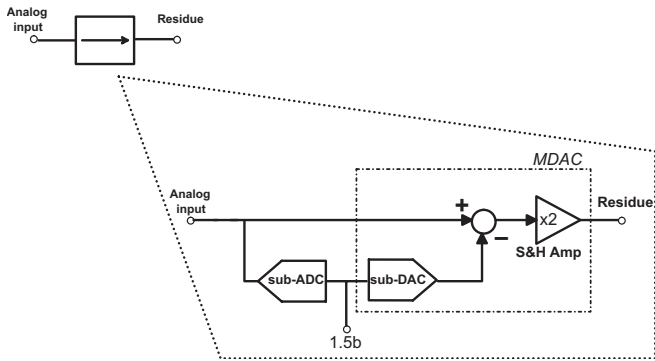 Analog
input
Residue
MDAC
Analog
input
+
−
x2
Residue
S&H Amp
sub-ADC
sub-DAC
1.5b